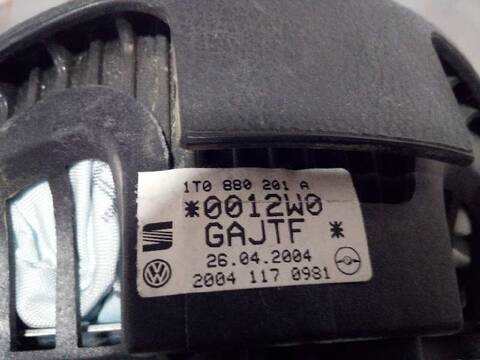 1T0 880 201 A
*0012W0
GAJTF *
26.04.2004
2004 117 0981